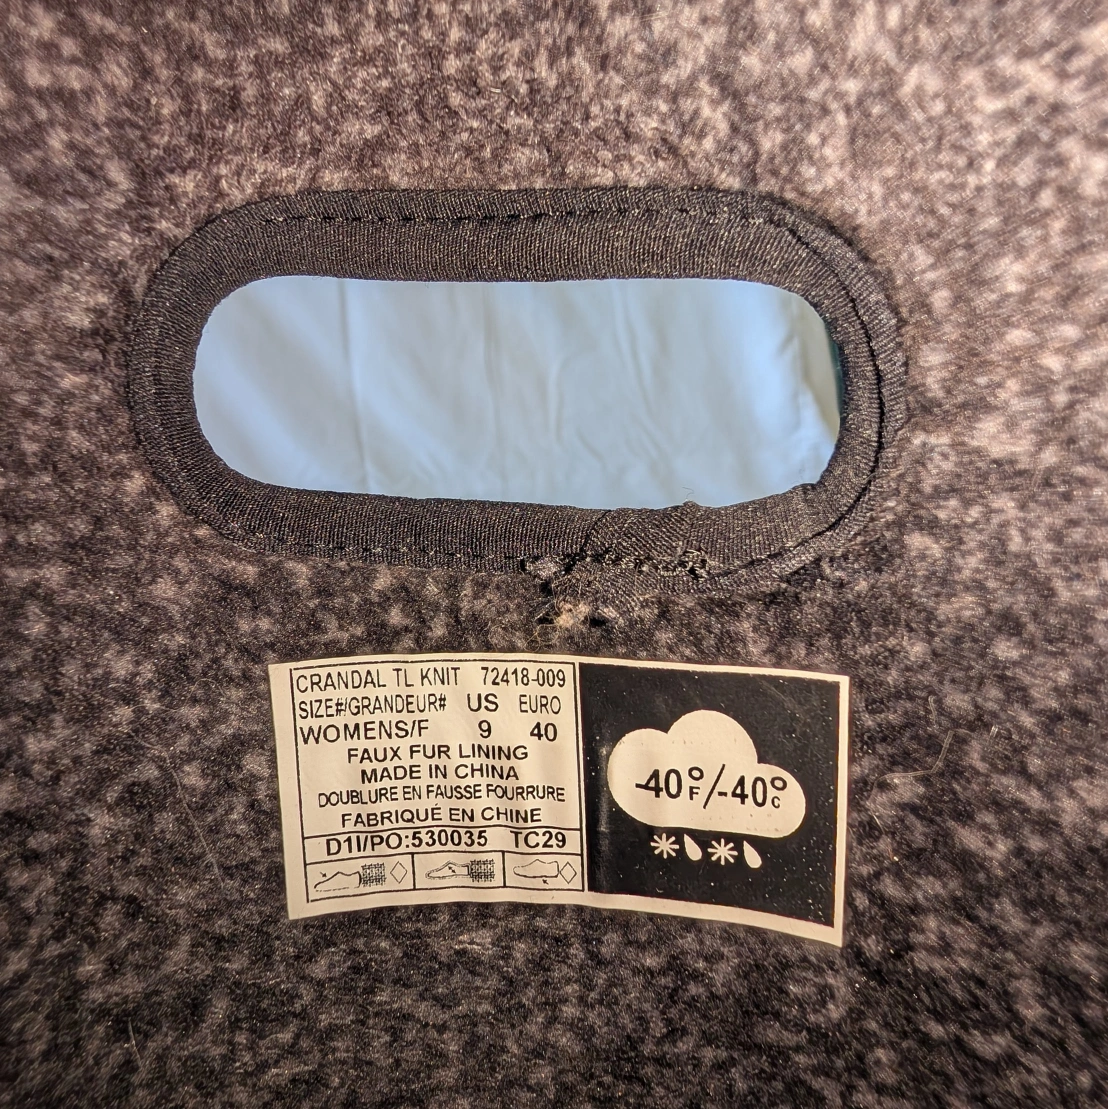 CRANDAL TL KNIT 72418-009
SIZE#/GRANDEUR# US EURO
WOMENS/F 9 40
FAUX FUR LINING
MADE IN CHINA
DOUBLURE EN FAUSSE FOURRURE
FABRIQUÉ EN CHINE
D1I/PO:530035 TC29
-40°F/-40°C